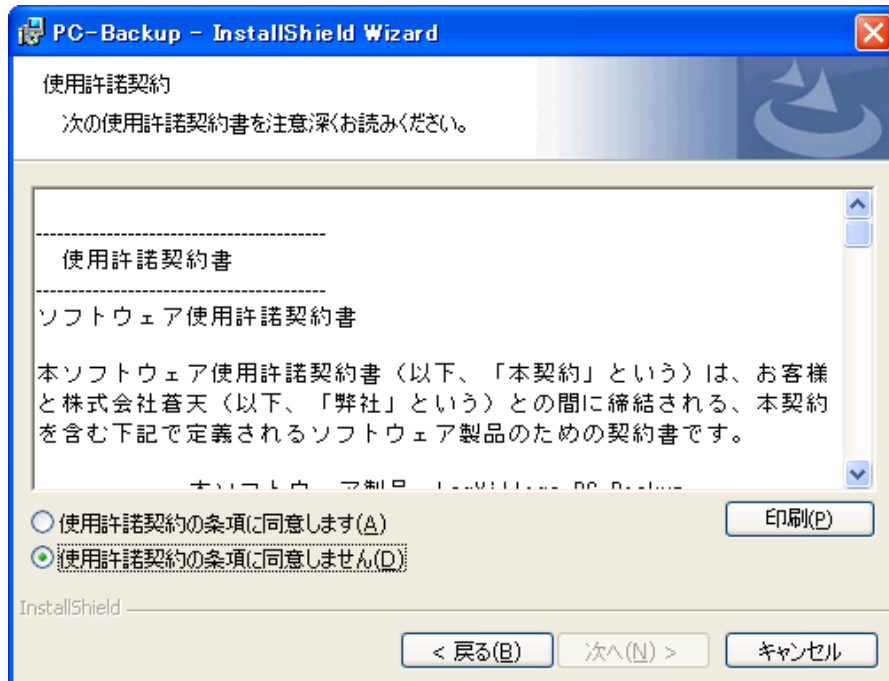 PC-Backup - InstallShield Wizard
使用許諾契約
次の使用許諾契約書を注意深くお読みください。
----------------------------------------
使用許諾契約書
----------------------------------------
ソフトウェア使用許諾契約書
本ソフトウェア使用許諾契約書（以下、「本契約」という）は、お客様
と株式会社蒼天（以下、「弊社」という）との間に締結される、本契約
を含む下記で定義されるソフトウェア製品のための契約書です。
使用許諾契約の条項に同意します(A)
印刷(P)
使用許諾契約の条項に同意しません(D)
InstallShield
< 戻る(B)
次へ(N) >
キャンセル